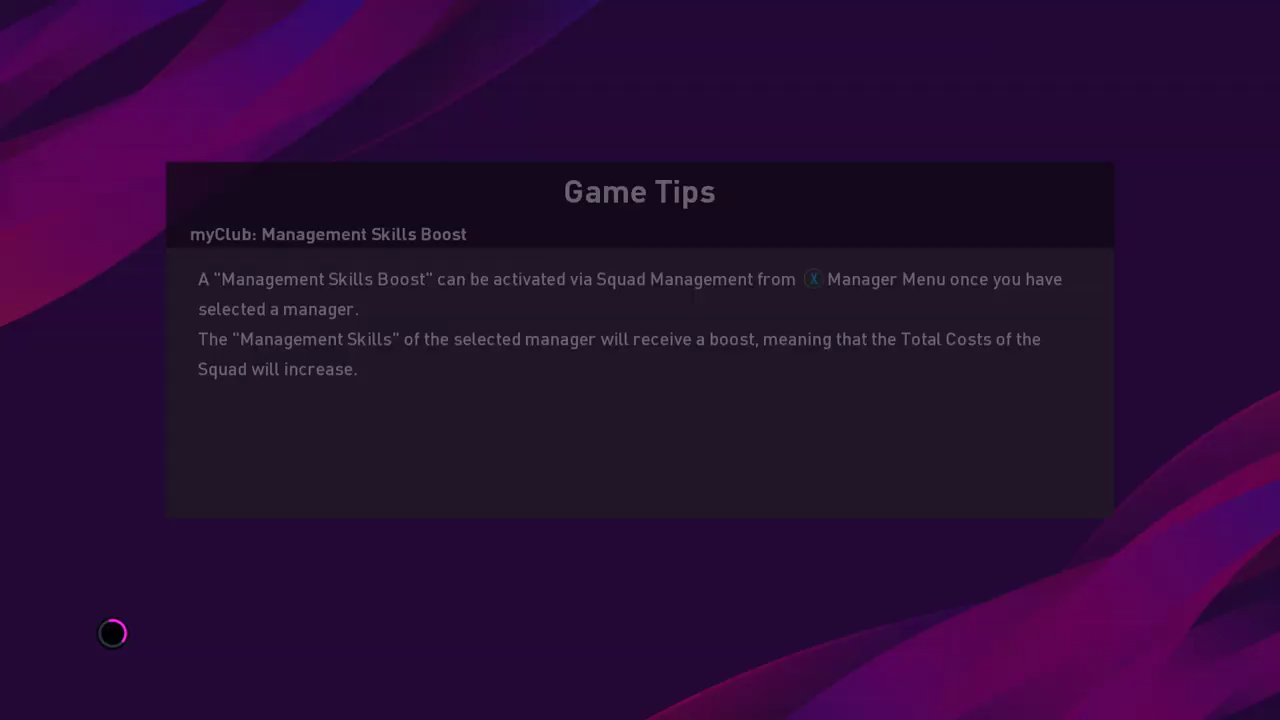 Game Tips
myClub: Management Skills Boost
A "Management Skills Boost" can be activated via Squad Management from X Manager Menu once you have
selected a manager.
The "Management Skills" of the selected manager will receive a boost, meaning that the Total Costs of the
Squad will increase.